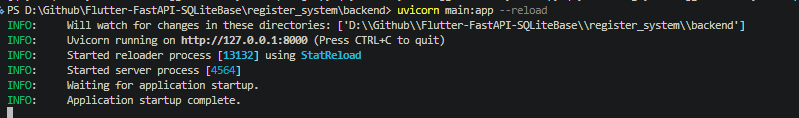 PS D:\Github\Flutter-FastAPI-SQLiteBase\register_system\backend> uvicorn main:app --reload
INFO:     Will watch for changes in these directories: ['D:\\Github\\Flutter-FastAPI-SQLiteBase\\register_system\\backend']
INFO:     Uvicorn running on http://127.0.0.1:8000 (Press CTRL+C to quit)
INFO:     Started reloader process [13132] using StatReload
INFO:     Started server process [4564]
INFO:     Waiting for application startup.
INFO:     Application startup complete.